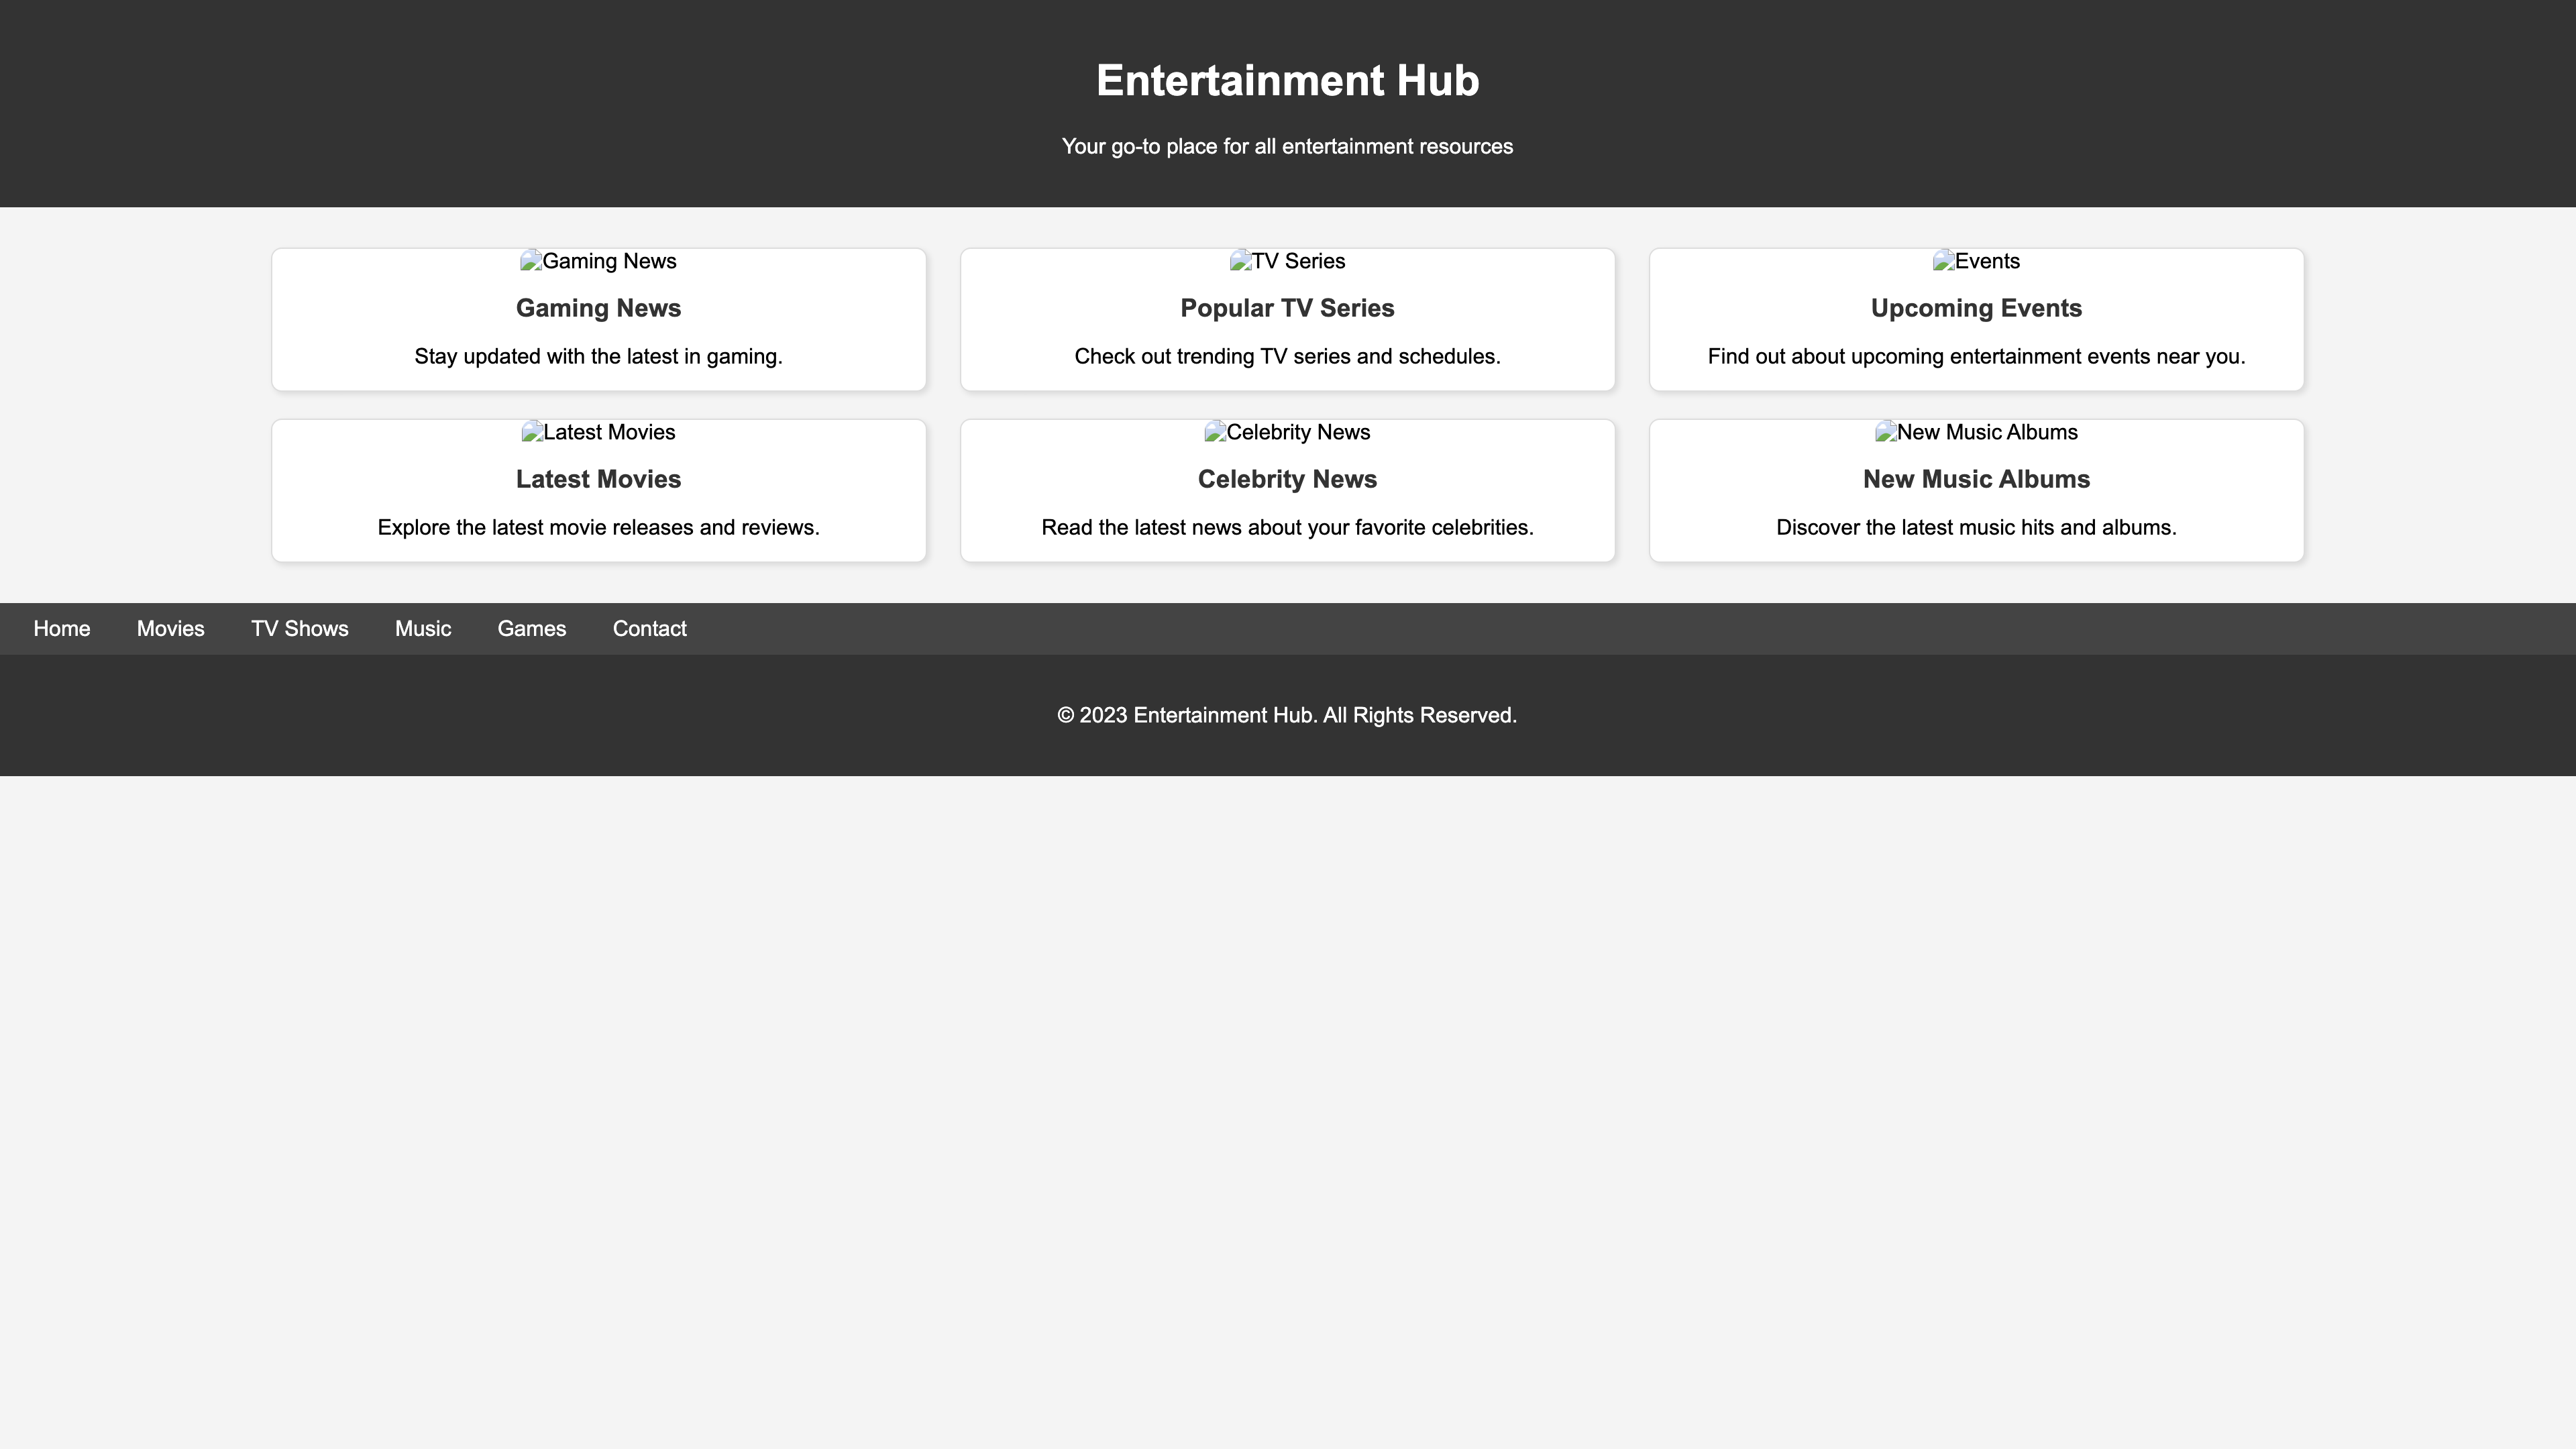 Entertainment Hub
Your go-to place for all entertainment resources
Gaming News
Gaming News
Stay updated with the latest in gaming.
TV Series
Popular TV Series
Check out trending TV series and schedules.
Events
Upcoming Events
Find out about upcoming entertainment events near you.
Latest Movies
Latest Movies
Explore the latest movie releases and reviews.
Celebrity News
Celebrity News
Read the latest news about your favorite celebrities.
New Music Albums
New Music Albums
Discover the latest music hits and albums.
Home Movies TV Shows Music Games Contact
© 2023 Entertainment Hub. All Rights Reserved.